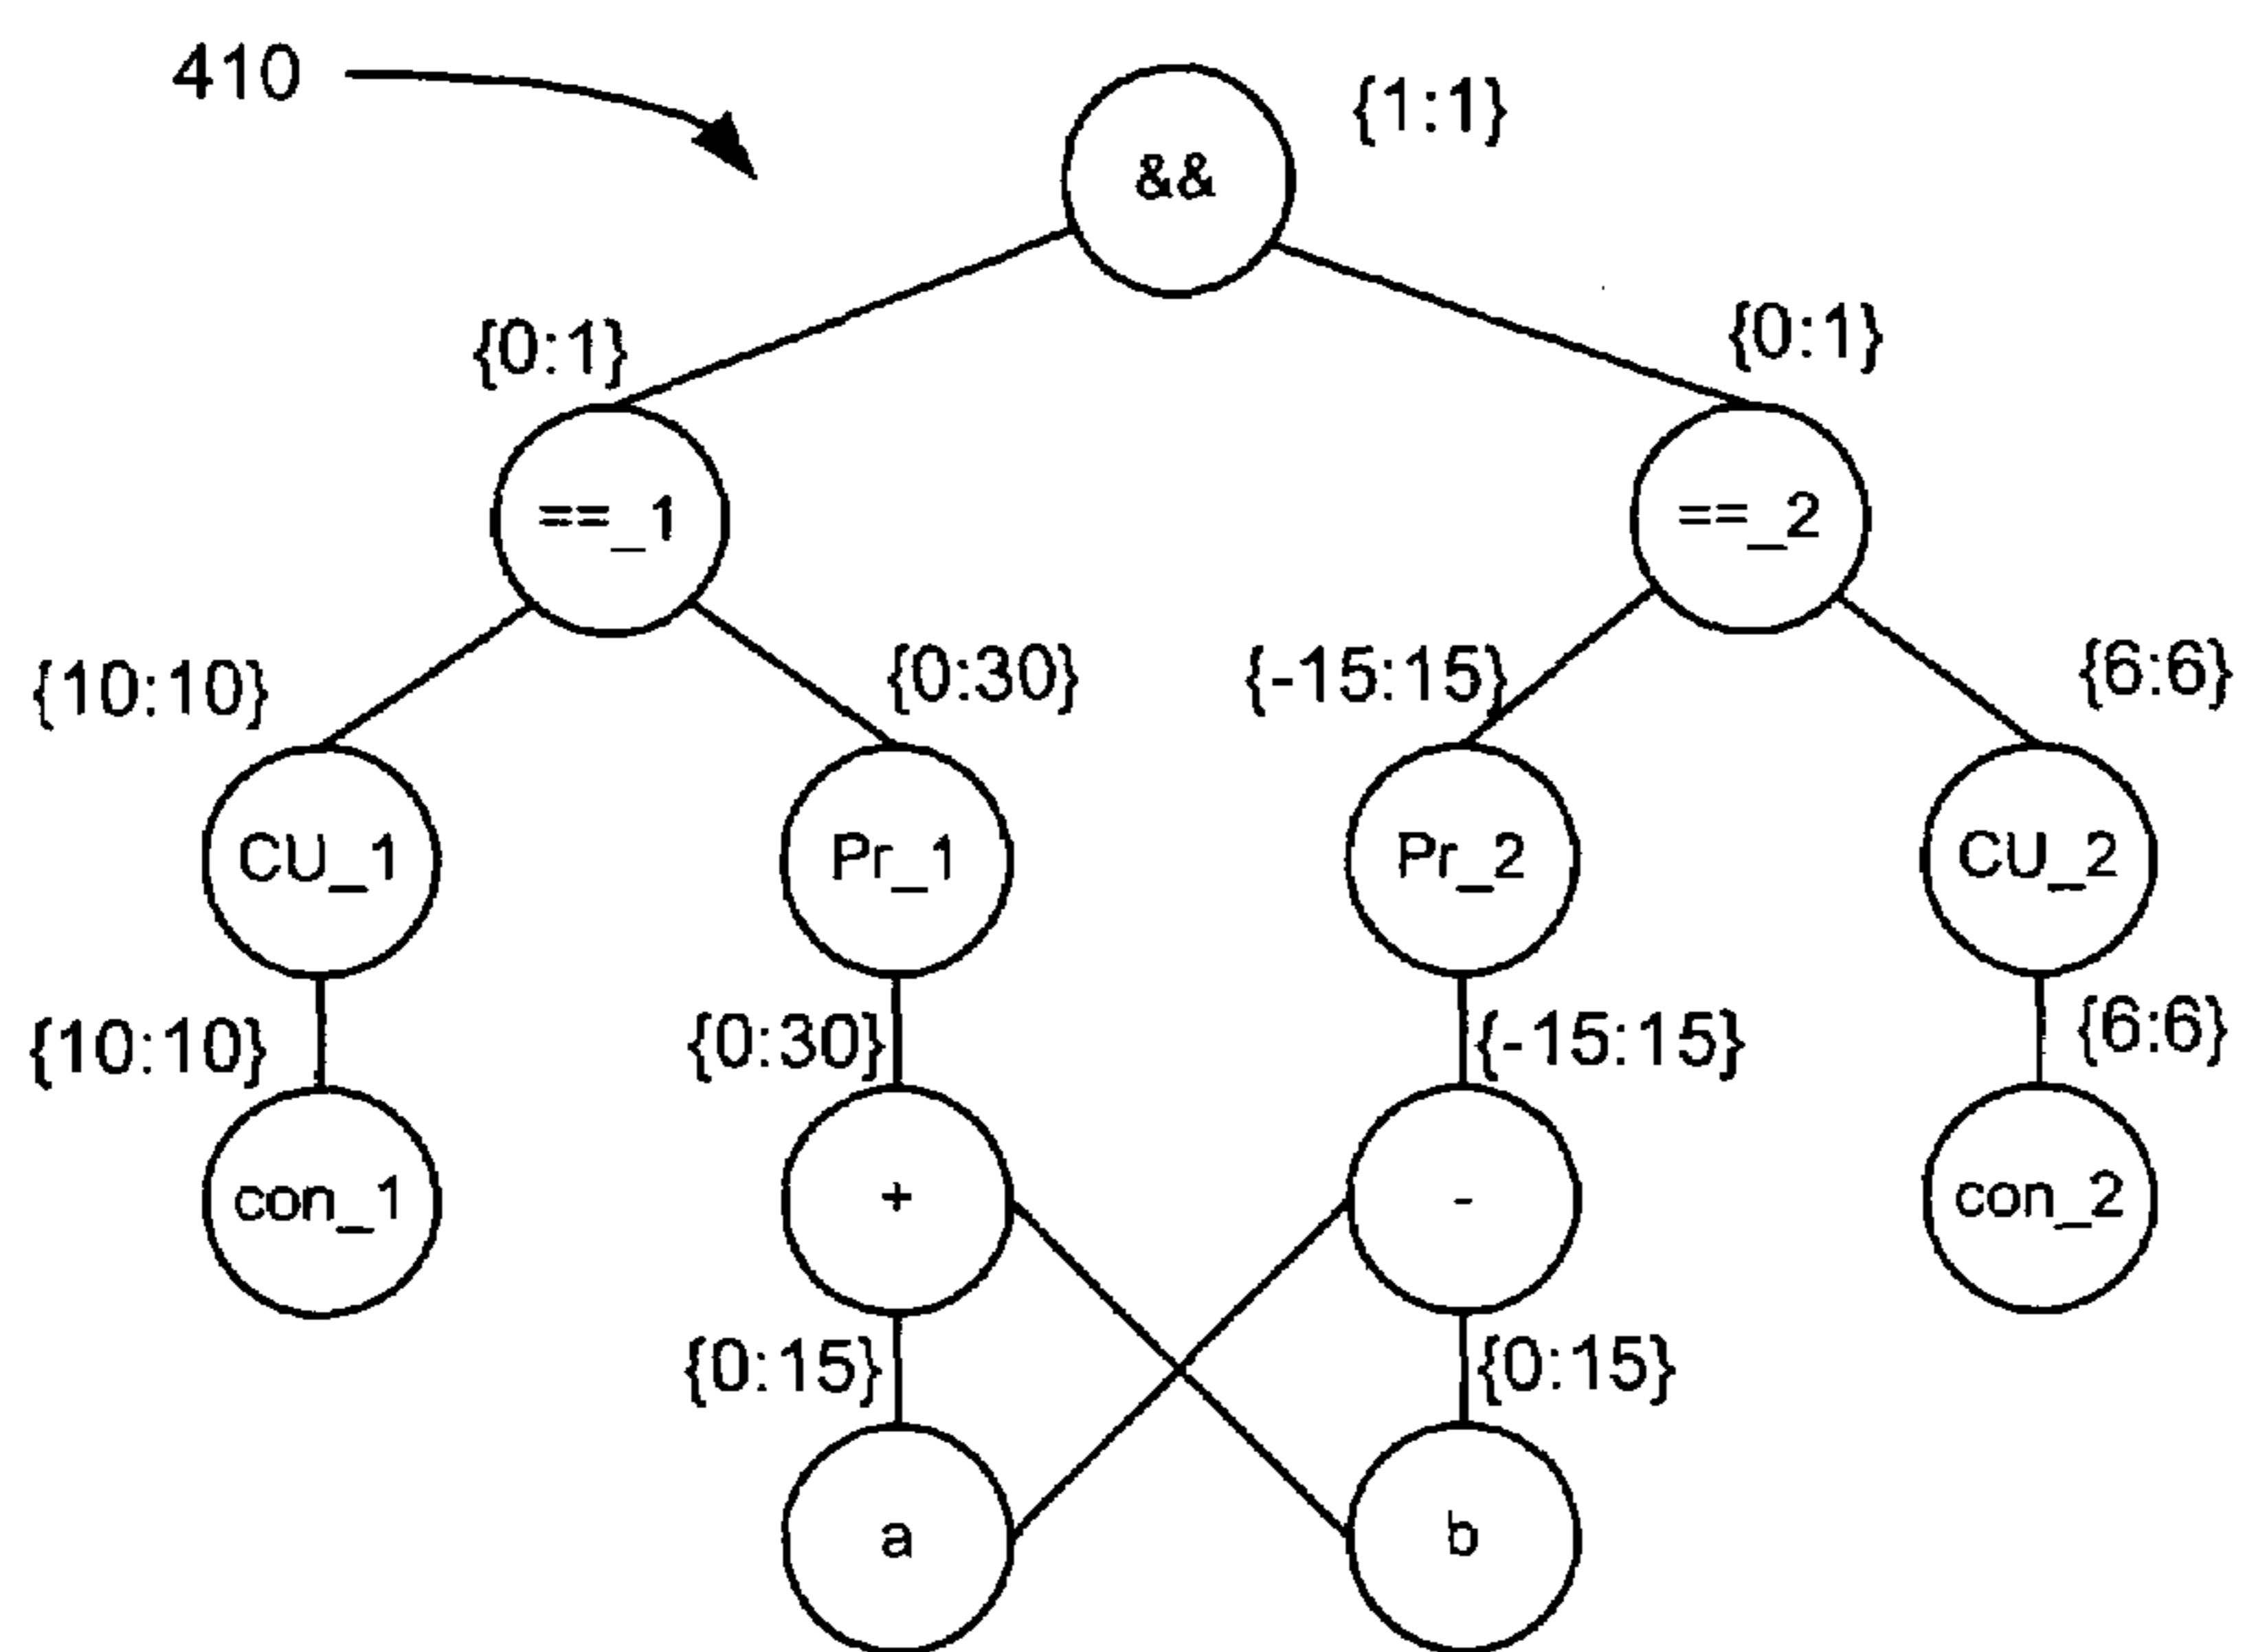 410
{1:1}
&&
{0:1}
{0:1}
==_1
==_2
{10:10}
{0:30}
{-15:15}
{6:6}
CU_1
Pr_1
Pr_2
CU_2
{10:10}
{0:30}
{-15:15}
{6:6}
con_1
+
-
con_2
{0:15}
{0:15}
a
b